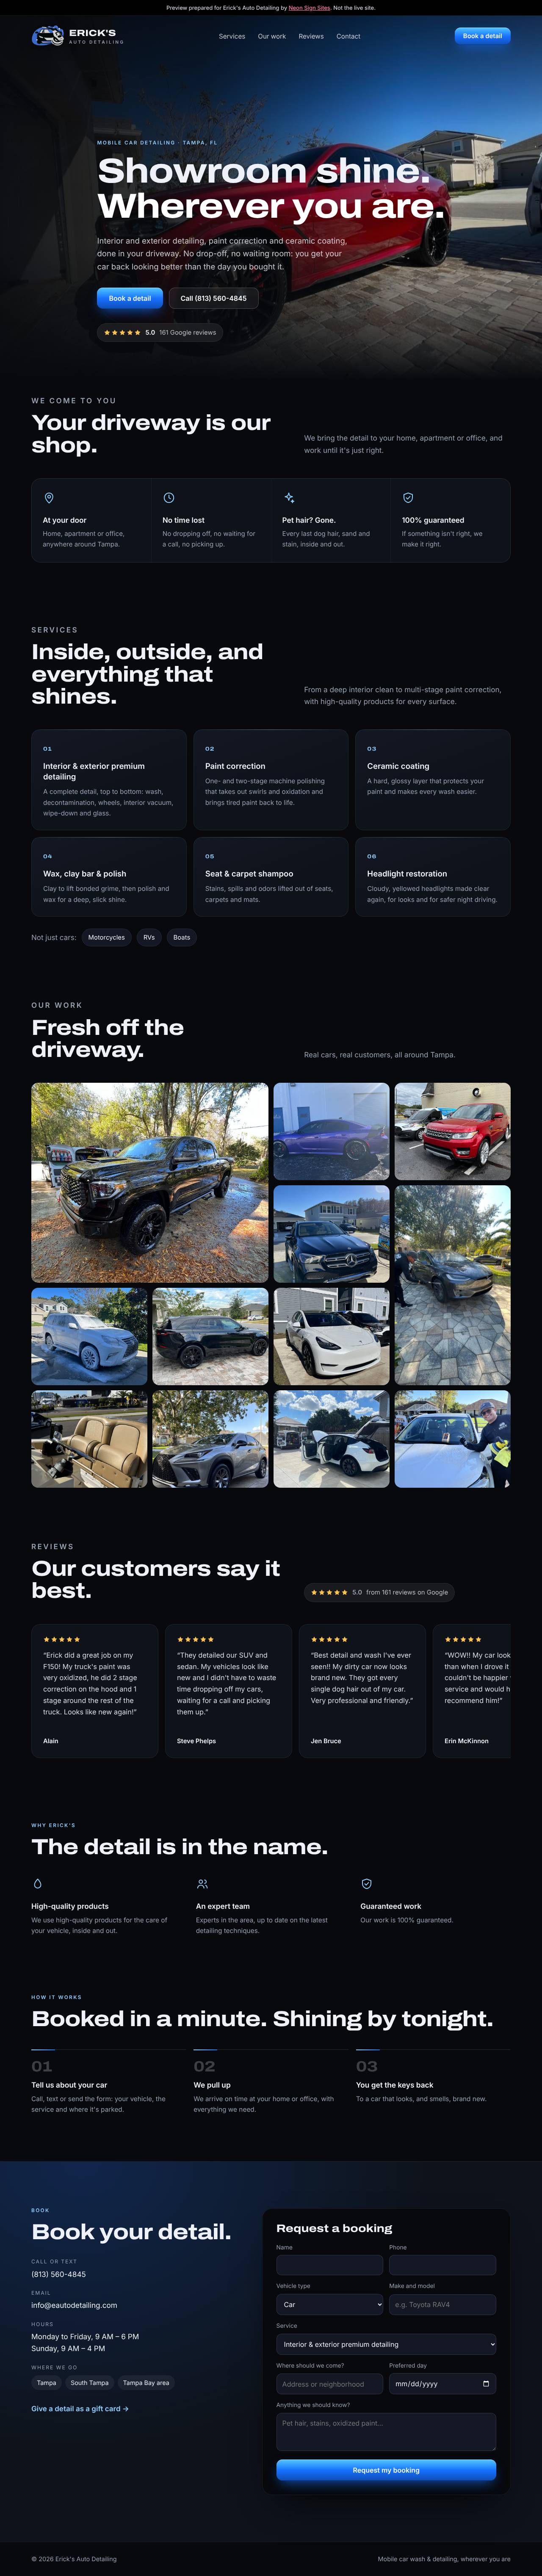 Preview prepared for Erick's Auto Detailing by Neon Sign Sites. Not the live site.
ERICK'S
AUTO DETAILING
Services
Our work
Reviews
Contact
Book a detail
MOBILE CAR DETAILING · TAMPA, FL
Showroom shine.
Wherever you are.
Interior and exterior detailing, paint correction and ceramic coating,
done in your driveway. No drop-off, no waiting room: you get your
car back looking better than the day you bought it.
Book a detail
Call (813) 560-4845
★★★★★ 5.0 161 Google reviews
WE COME TO YOU
Your driveway is our
shop.
We bring the detail to your home, apartment or office, and
work until it's just right.
At your door
Home, apartment or office,
anywhere around Tampa.
No time lost
No dropping off, no waiting for
a call, no picking up.
Pet hair? Gone.
Every last dog hair, sand and
stain, inside and out.
100% guaranteed
If something isn't right, we
make it right.
SERVICES
Inside, outside, and
everything that
shines.
From a deep interior clean to multi-stage paint correction,
with high-quality products for every surface.
01
Interior & exterior premium
detailing
A complete detail, top to bottom: wash,
decontamination, wheels, interior vacuum,
wipe-down and glass.
02
Paint correction
One- and two-stage machine polishing
that takes out swirls and oxidation and
brings tired paint back to life.
03
Ceramic coating
A hard, glossy layer that protects your
paint and makes every wash easier.
04
Wax, clay bar & polish
Clay to lift bonded grime, then polish and
wax for a deep, slick shine.
05
Seat & carpet shampoo
Stains, spills and odors lifted out of seats,
carpets and mats.
06
Headlight restoration
Cloudy, yellowed headlights made clear
again, for looks and for safer night driving.
Not just cars:
Motorcycles
RVs
Boats
OUR WORK
Fresh off the
driveway.
Real cars, real customers, all around Tampa.
REVIEWS
Our customers say it
best.
★★★★★ 5.0 from 161 reviews on Google
★★★★★
“Erick did a great job on my
F150! My truck's paint was
very oxidized, he did 2 stage
correction on the hood and 1
stage around the rest of the
truck. Looks like new again!”
Alain
★★★★★
“They detailed our SUV and
sedan. My vehicles look like
new and I didn't have to waste
time dropping off my cars,
waiting for a call and picking
them up.”
Steve Phelps
★★★★★
“Best detail and wash I've ever
seen!! My dirty car now looks
brand new. They got every
single dog hair out of my car.
Very professional and friendly.”
Jen Bruce
★★★★★
“WOW!! My car look
than when I drove it
couldn't be happier
service and would h
recommend him!”
Erin McKinnon
WHY ERICK'S
The detail is in the name.
High-quality products
We use high-quality products for the care of
your vehicle, inside and out.
An expert team
Experts in the area, up to date on the latest
detailing techniques.
Guaranteed work
Our work is 100% guaranteed.
HOW IT WORKS
Booked in a minute. Shining by tonight.
01
Tell us about your car
Call, text or send the form: your vehicle, the
service and where it's parked.
02
We pull up
We arrive on time at your home or office, with
everything we need.
03
You get the keys back
To a car that looks, and smells, brand new.
BOOK
Book your detail.
CALL OR TEXT
(813) 560-4845
EMAIL
info@eautodetailing.com
HOURS
Monday to Friday, 9 AM – 6 PM
Sunday, 9 AM – 4 PM
WHERE WE GO
Tampa
South Tampa
Tampa Bay area
Give a detail as a gift card →
Request a booking
Name
Phone
Vehicle type
Make and model
Car
e.g. Toyota RAV4
Service
Interior & exterior premium detailing
Where should we come?
Preferred day
Address or neighborhood
mm/dd/yyyy
Anything we should know?
Pet hair, stains, oxidized paint...
Request my booking
© 2026 Erick's Auto Detailing
Mobile car wash & detailing, wherever you are